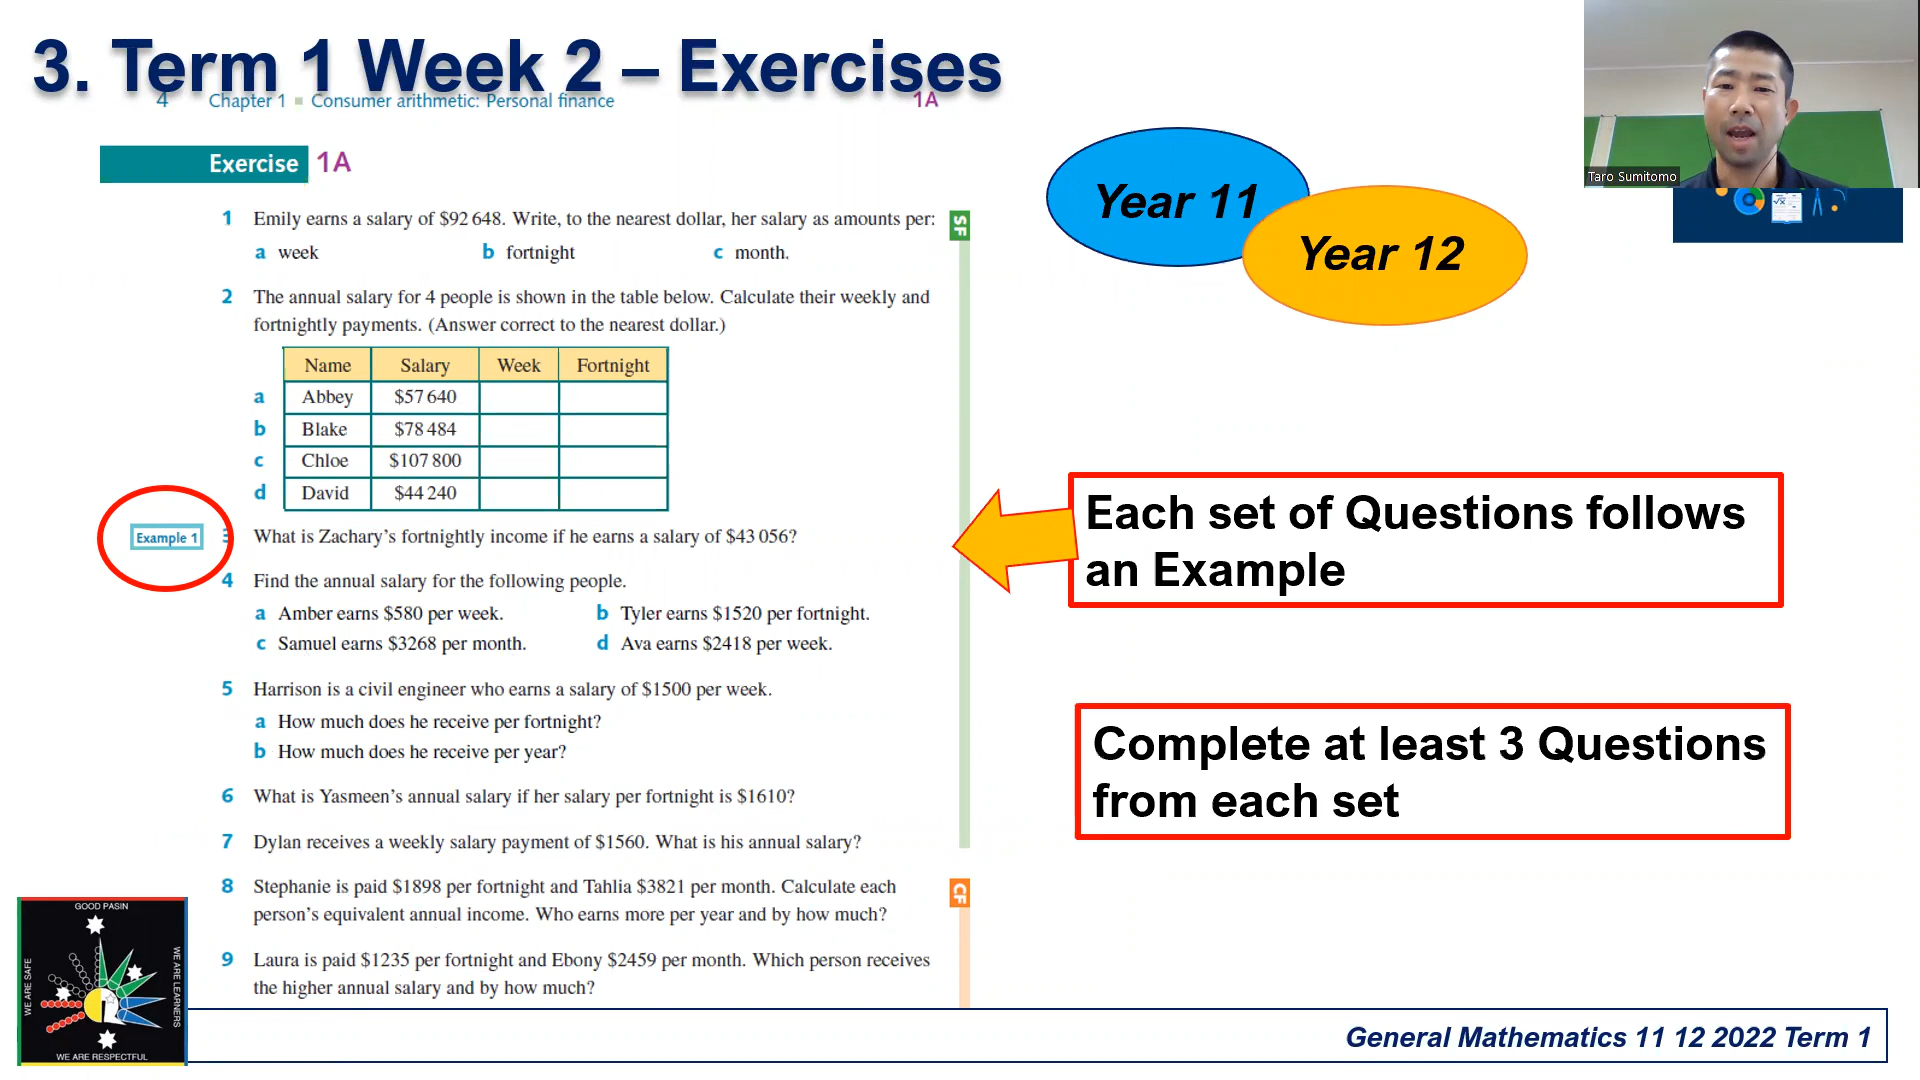 3. Term 1 Week 2 – Exercises
4 Chapter 1 ■ Consumer arithmetic: Personal finance 1A
Exercise 1A
1 Emily earns a salary of $92 648. Write, to the nearest dollar, her salary as amounts per:
a week b fortnight c month.
2 The annual salary for 4 people is shown in the table below. Calculate their weekly and
fortnightly payments. (Answer correct to the nearest dollar.)
Name Salary Week Fortnight
a Abbey $57 640
b Blake $78 484
c Chloe $107 800
d David $44 240
Example 1 3 What is Zachary’s fortnightly income if he earns a salary of $43 056?
4 Find the annual salary for the following people.
a Amber earns $580 per week. b Tyler earns $1520 per fortnight.
c Samuel earns $3268 per month. d Ava earns $2418 per week.
5 Harrison is a civil engineer who earns a salary of $1500 per week.
a How much does he receive per fortnight?
b How much does he receive per year?
6 What is Yasmeen’s annual salary if her salary per fortnight is $1610?
7 Dylan receives a weekly salary payment of $1560. What is his annual salary?
8 Stephanie is paid $1898 per fortnight and Tahlia $3821 per month. Calculate each
person’s equivalent annual income. Who earns more per year and by how much?
9 Laura is paid $1235 per fortnight and Ebony $2459 per month. Which person receives
the higher annual salary and by how much?
SF
CF
Year 11
Year 12
Taro Sumitomo
Each set of Questions follows
an Example
Complete at least 3 Questions
from each set
GOOD PASIN
WE ARE SAFE
WE ARE LEARNERS
WE ARE RESPECTFUL
General Mathematics 11 12 2022 Term 1